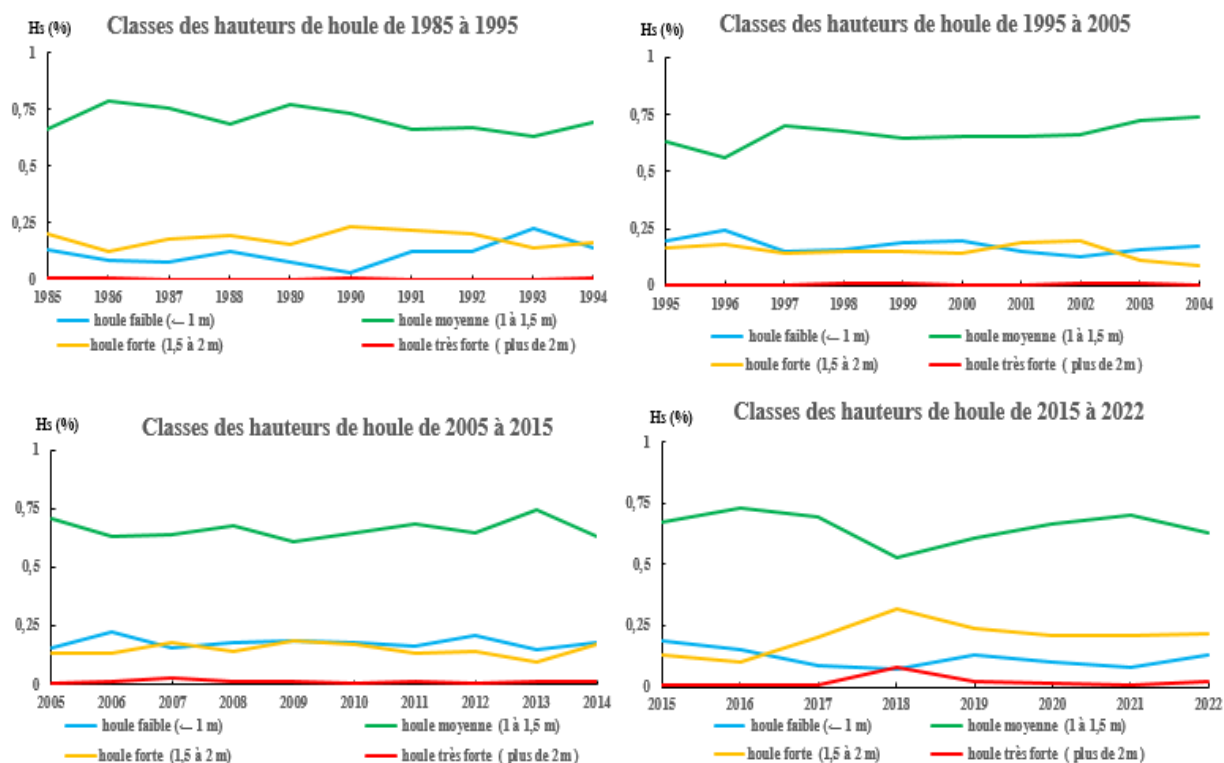 Hs (%)
Classes des hauteurs de houle de 1985 à 1995
1
0,75
0,5
0,25
0
1985 1986 1987 1988 1989 1990 1991 1992 1993 1994
houle faible (← 1 m)
houle moyenne (1 à 1,5 m)
houle forte (1,5 à 2 m)
houle très forte ( plus de 2m )
Hs (%)
Classes des hauteurs de houle de 1995 à 2005
1
0,75
0,5
0,25
0
1995 1996 1997 1998 1999 2000 2001 2002 2003 2004
houle faible (← 1 m)
houle moyenne (1 à 1,5 m)
houle forte (1,5 à 2 m)
houle très forte ( plus de 2m )
Hs (%)
Classes des hauteurs de houle de 2005 à 2015
1
0,75
0,5
0,25
0
2005 2006 2007 2008 2009 2010 2011 2012 2013 2014
houle faible (← 1 m)
houle moyenne (1 à 1,5 m)
houle forte (1,5 à 2 m)
houle très forte ( plus de 2m )
Hs (%)
Classes des hauteurs de houle de 2015 à 2022
1
0,75
0,5
0,25
0
2015 2016 2017 2018 2019 2020 2021 2022
houle faible (← 1 m)
houle moyenne (1 à 1,5 m)
houle forte (1,5 à 2 m)
houle très forte ( plus de 2m )